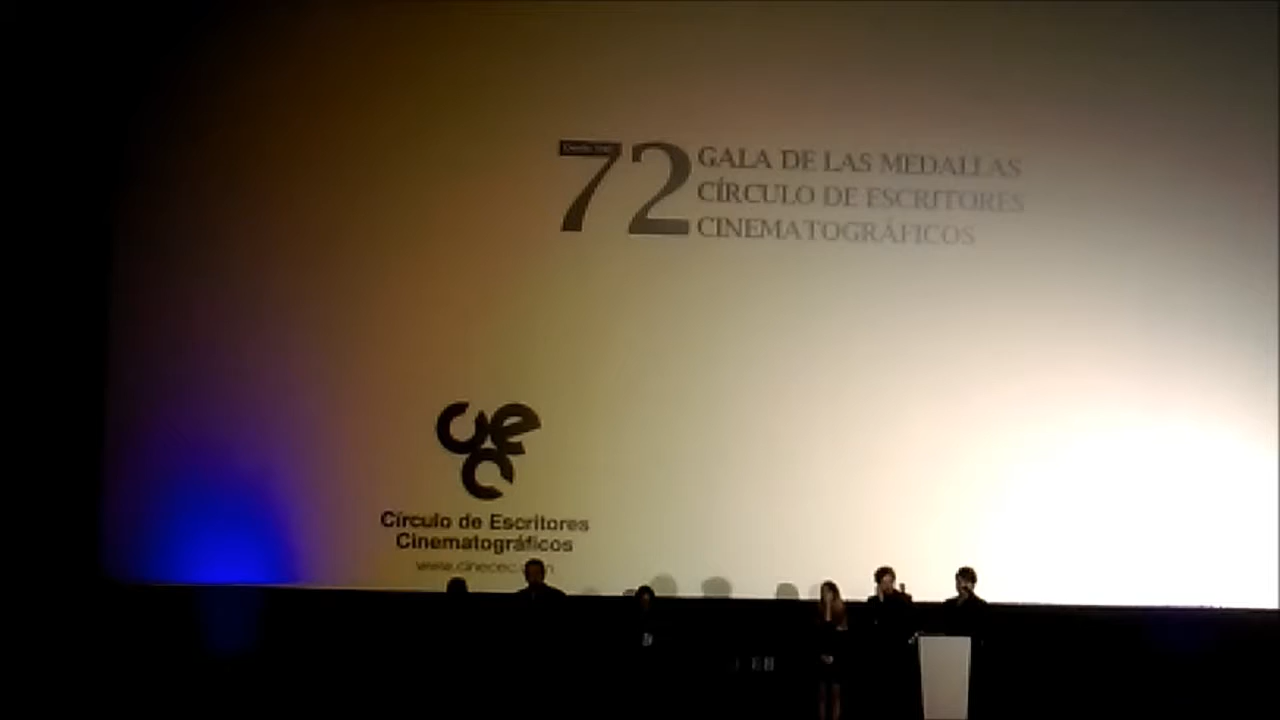 72
GALA DE LAS MEDALLAS
CÍRCULO DE ESCRITORES
CINEMATOGRÁFICOS
cec
Círculo de Escritores
Cinematográficos